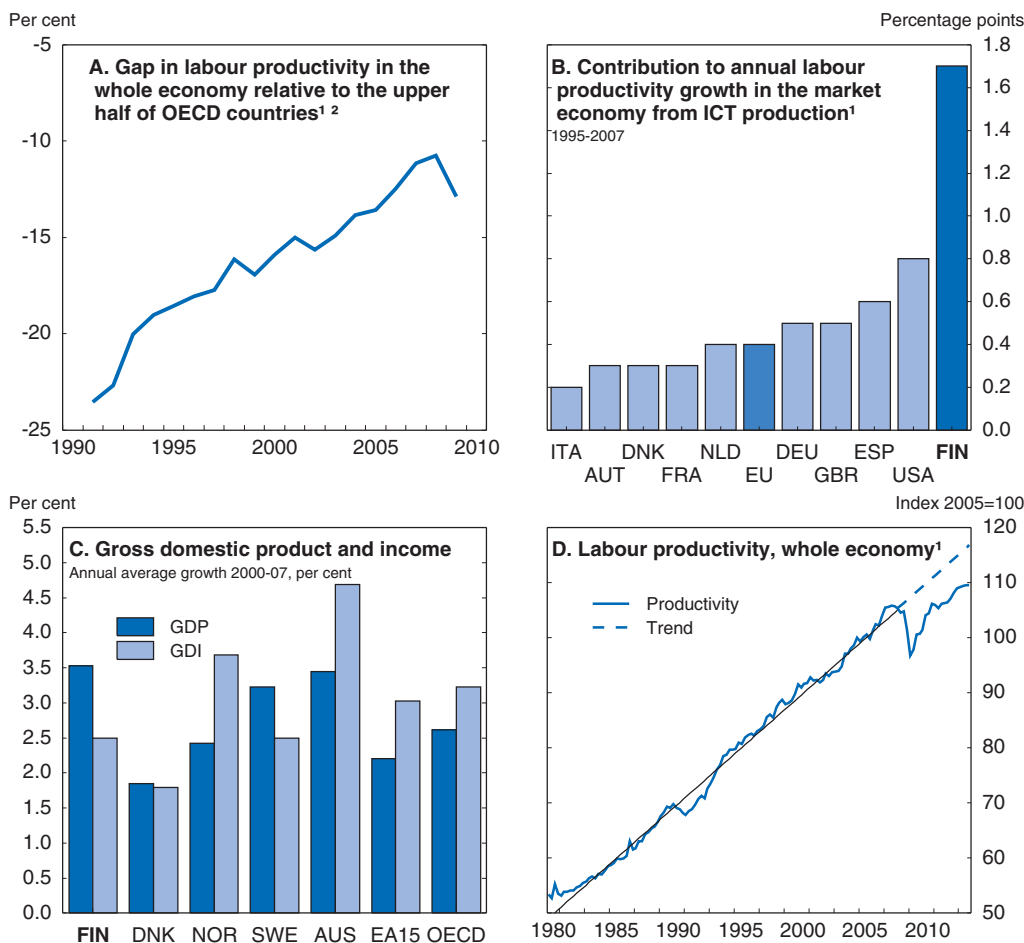 Per cent
-5
A. Gap in labour productivity in the
whole economy relative to the upper
half of OECD countries¹ ²
-10
-15
-20
-25
1990 1995 2000 2005 2010
Percentage points
1.8
B. Contribution to annual labour
productivity growth in the market
economy from ICT production¹
1995-2007
1.6
1.4
1.2
1.0
0.8
0.6
0.4
0.2
0.0
ITA DNK NLD DEU ESP FIN
AUT FRA EU GBR USA
Per cent
5.5
C. Gross domestic product and income
Annual average growth 2000-07, per cent
5.0
4.5
GDP
4.0
GDI
3.5
3.0
2.5
2.0
1.5
1.0
0.5
0.0
FIN DNK NOR SWE AUS EA15 OECD
Index 2005=100
120
D. Labour productivity, whole economy¹
110
Productivity
Trend
100
90
80
70
60
50
1980 1985 1990 1995 2000 2005 2010